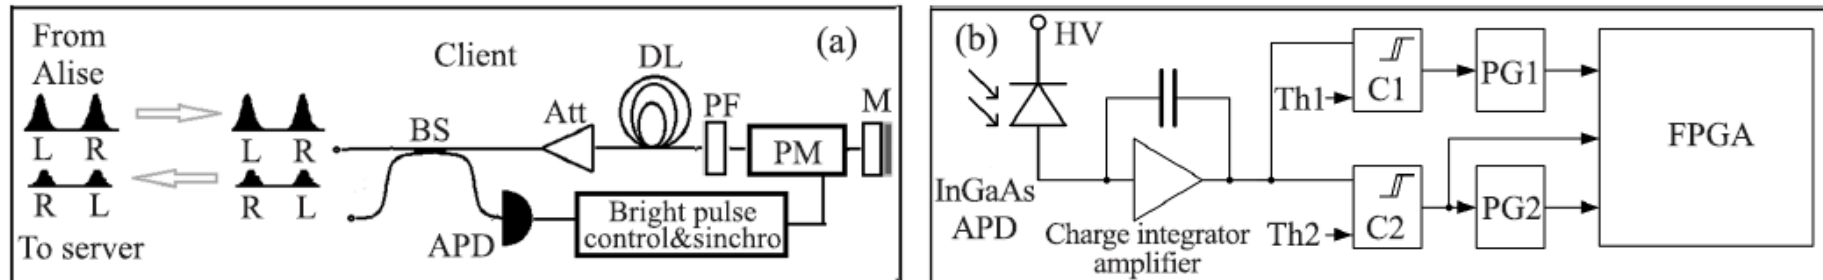 From
Alise
L R
R L
To server
L R
R L
Client
(a)
BS
Att
DL
PF
PM
M
APD
Bright pulse
control&sinchro
(b)
HV
InGaAs
APD
Charge integrator
amplifier
Th1
C1
PG1
Th2
C2
PG2
FPGA